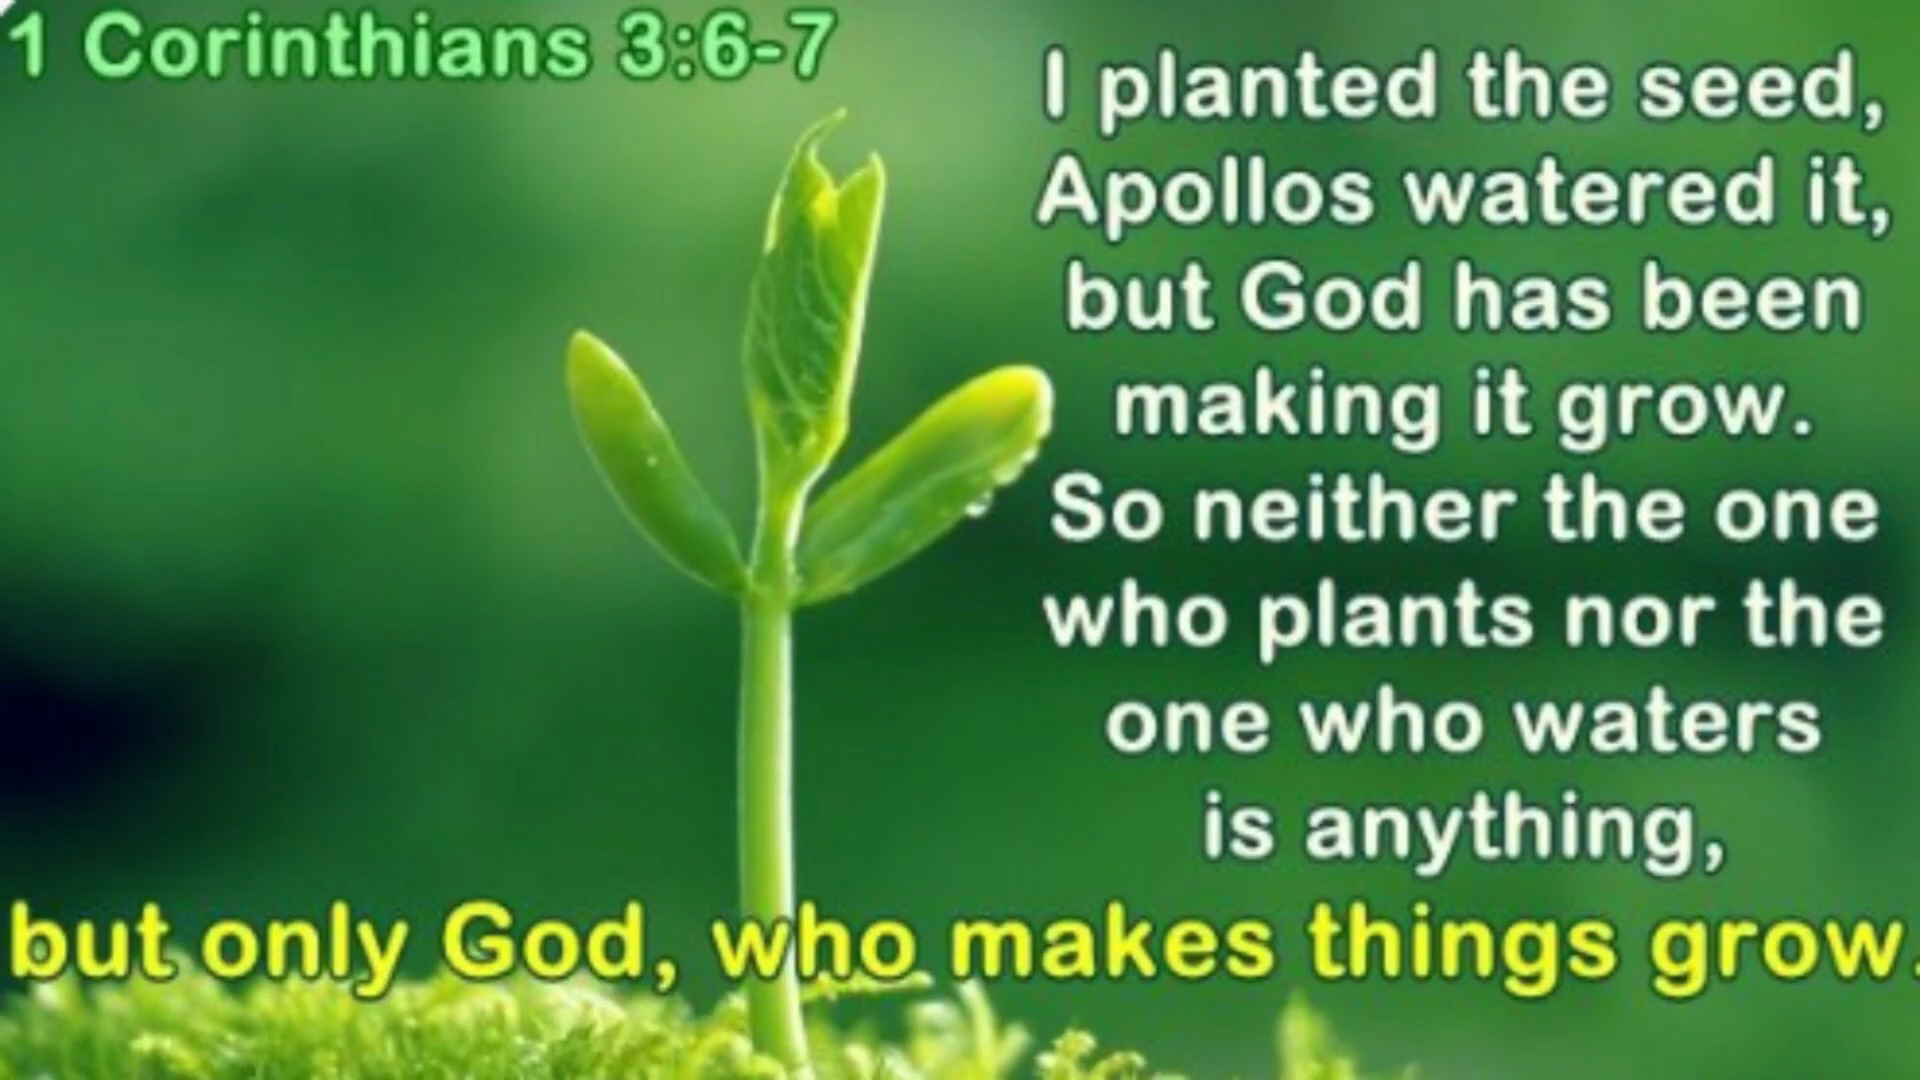 1 Corinthians 3:6-7
I planted the seed,
Apollos watered it,
but God has been
making it grow.
So neither the one
who plants nor the
one who waters
is anything,
but only God, who makes things grow.